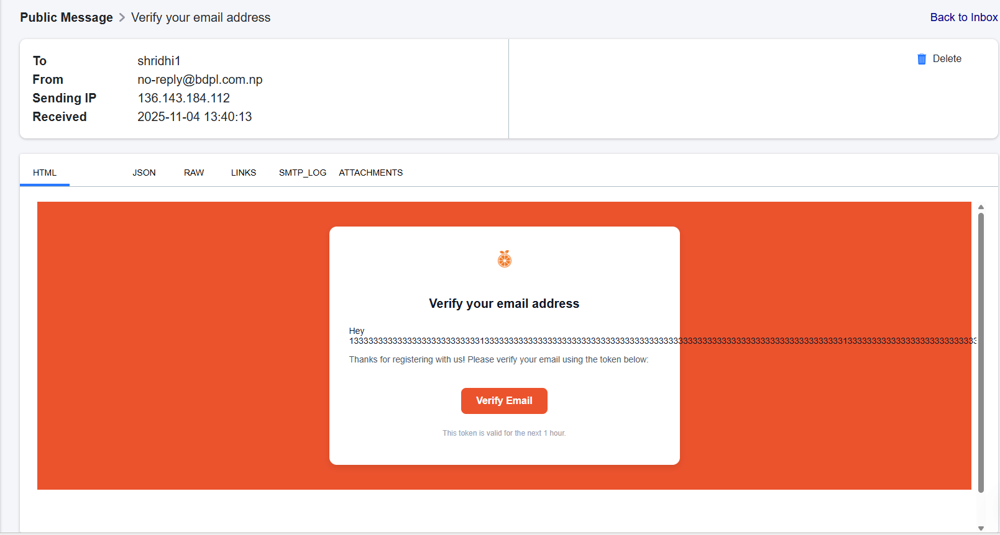 Public Message > Verify your email address
Back to Inbox
To shridhi1
From no-reply@bdpl.com.np
Sending IP 136.143.184.112
Received 2025-11-04 13:40:13
Delete
HTML JSON RAW LINKS SMTP_LOG ATTACHMENTS
Verify your email address
Hey
Thanks for registering with us! Please verify your email using the token below:
Verify Email
This token is valid for the next 1 hour.